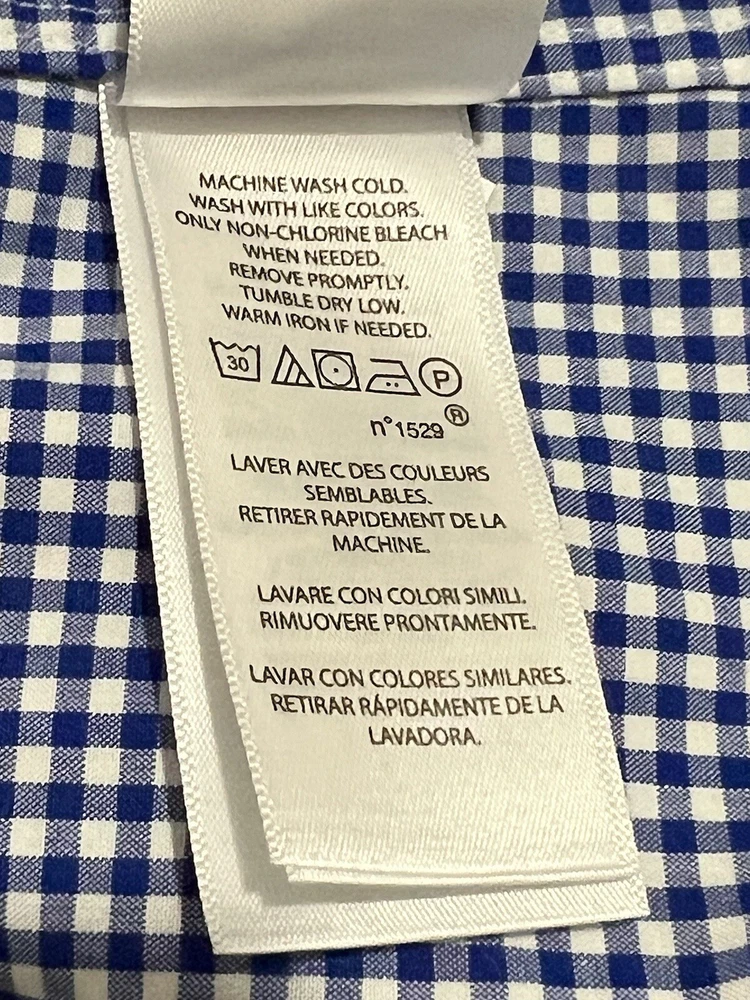 MACHINE WASH COLD.
WASH WITH LIKE COLORS.
ONLY NON-CHLORINE BLEACH
WHEN NEEDED.
REMOVE PROMPTLY.
TUMBLE DRY LOW.
WARM IRON IF NEEDED.
30 P
n°1529®
LAVER AVEC DES COULEURS
SEMBLABLES.
RETIRER RAPIDEMENT DE LA
MACHINE.
LAVARE CON COLORI SIMILI.
RIMUOVERE PRONTAMENTE.
LAVAR CON COLORES SIMILARES.
RETIRAR RÁPIDAMENTE DE LA
LAVADORA.